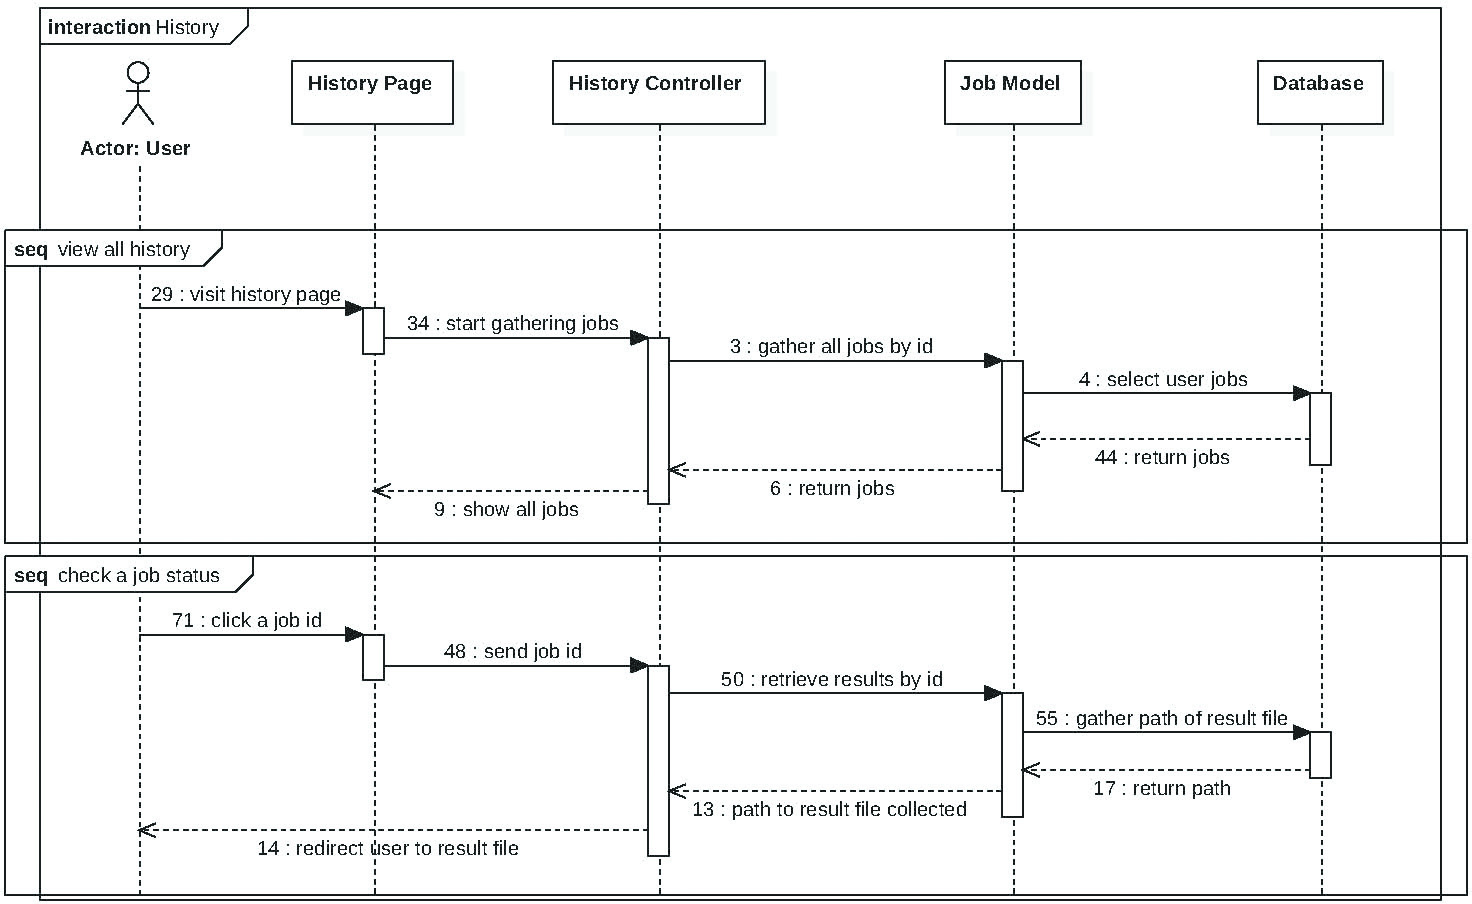 interaction History
History Page
History Controller
Job Model
Database
Actor: User
seq view all history
29 : visit history page
34 : start gathering jobs
3 : gather all jobs by id
4 : select user jobs
44 : return jobs
6 : return jobs
9 : show all jobs
seq check a job status
71 : click a job id
48 : send job id
50 : retrieve results by id
55 : gather path of result file
17 : return path
13 : path to result file collected
14 : redirect user to result file